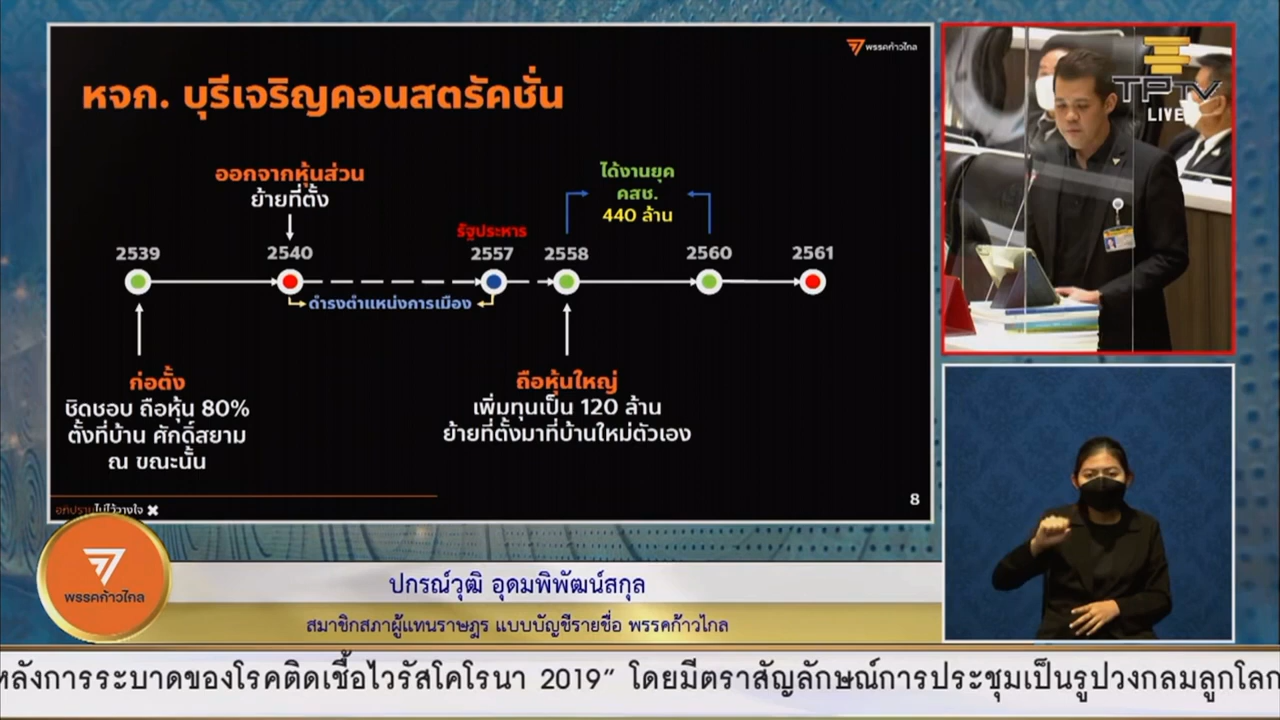 พรรคก้าวไกล
หจก. บุรีเจริญคอนสตรัคชั่น
ออกจากหุ้นส่วน
ย้ายที่ตั้ง
ได้งานยุค
คสช.
440 ล้าน
รัฐประหาร
2539
2540
2557
2558
2560
2561
ดำรงตำแหน่งการเมือง
ก่อตั้ง
ชิดชอบ ถือหุ้น 80%
ตั้งที่บ้าน ศักดิ์สยาม
ณ ขณะนั้น
ถือหุ้นใหญ่
เพิ่มทุนเป็น 120 ล้าน
ย้ายที่ตั้งมาที่บ้านใหม่ตัวเอง
อภิปรายไม่ไว้วางใจ
8
TPTV
LIVE
พรรคก้าวไกล
ปกรณ์วุฒิ อุดมพิพัฒน์สกุล
สมาชิกสภาผู้แทนราษฎร แบบบัญชีรายชื่อ พรรคก้าวไกล
หลังการระบาดของโรคติดเชื้อไวรัสโคโรนา 2019” โดยมีตราสัญลักษณ์การประชุมเป็นรูปวงกลมลูกโลก